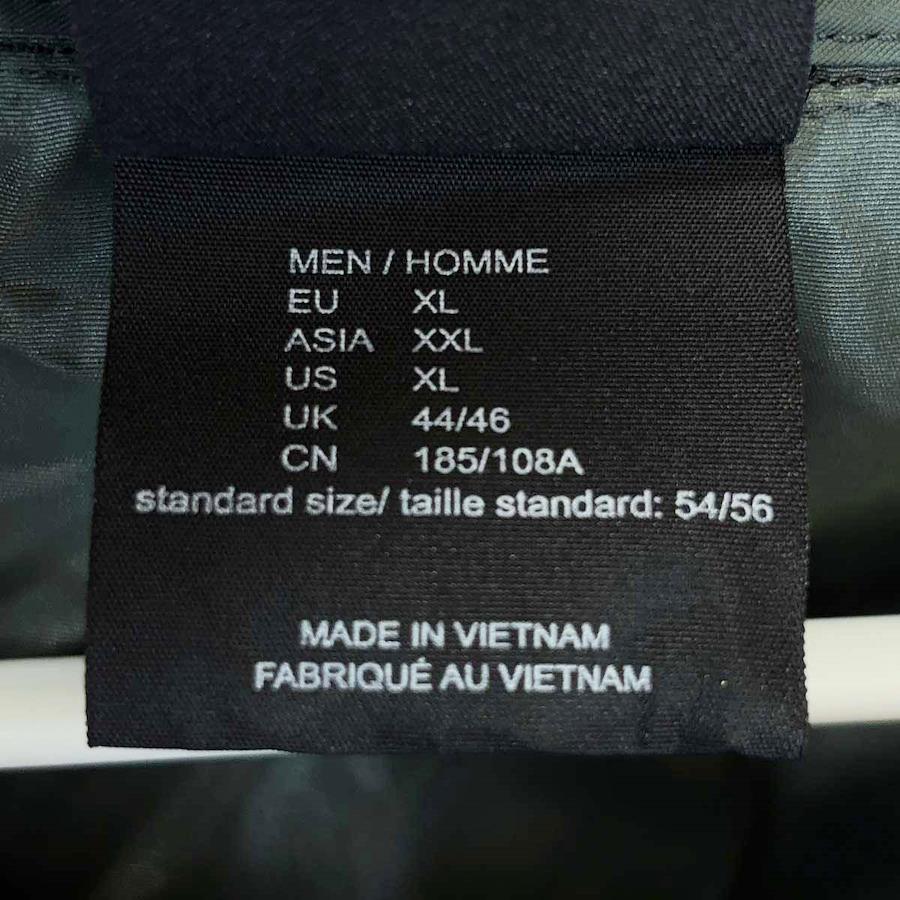 MEN / HOMME
EU XL
ASIA XXL
US XL
UK 44/46
CN 185/108A
standard size/ taille standard: 54/56
MADE IN VIETNAM
FABRIQUÉ AU VIETNAM